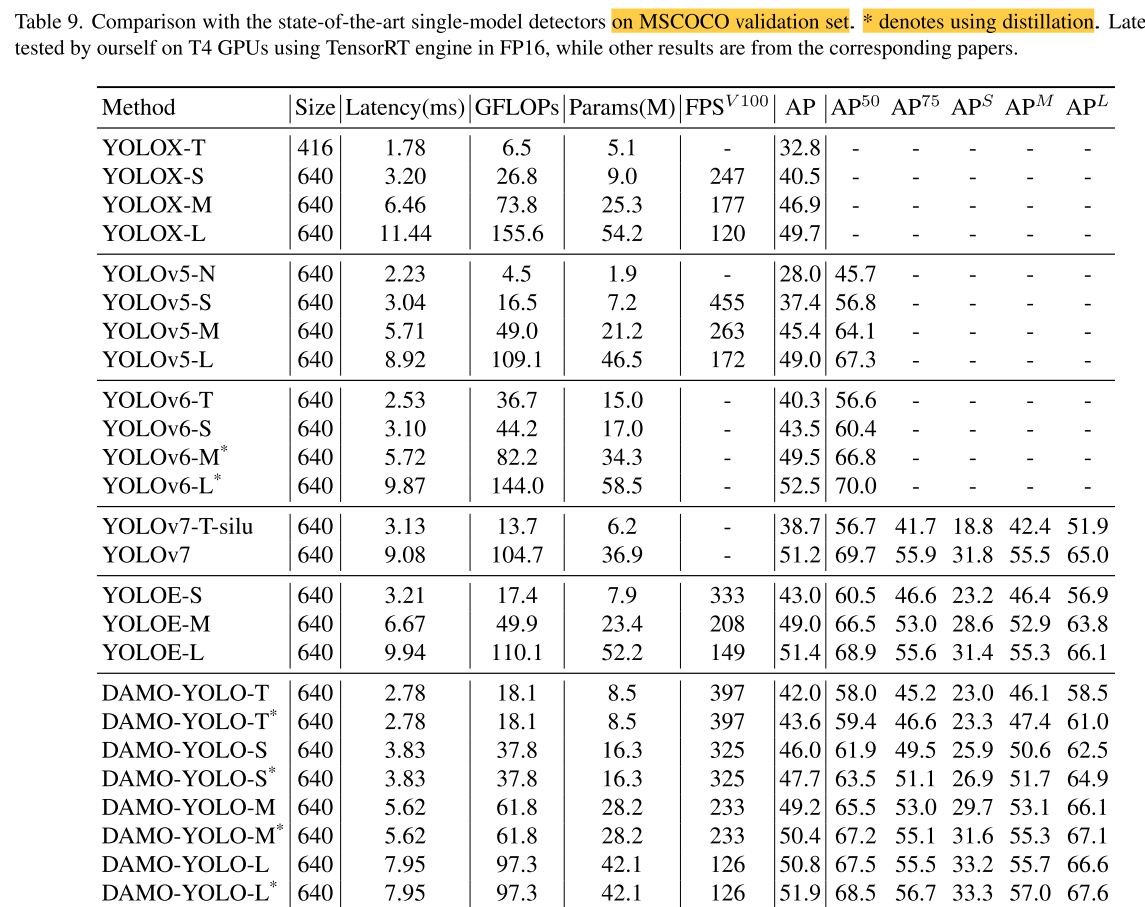 Table 9. Comparison with the state-of-the-art single-model detectors on MSCOCO validation set. * denotes using distillation. Late
tested by ourself on T4 GPUs using TensorRT engine in FP16, while other results are from the corresponding papers.
Method Size Latency(ms) GFLOPs Params(M) FPS^V100 AP AP^50 AP^75 AP^S AP^M AP^L
YOLOX-T 416 1.78 6.5 5.1 - 32.8 - - - - -
YOLOX-S 640 3.20 26.8 9.0 247 40.5 - - - - -
YOLOX-M 640 6.46 73.8 25.3 177 46.9 - - - - -
YOLOX-L 640 11.44 155.6 54.2 120 49.7 - - - - -
YOLOv5-N 640 2.23 4.5 1.9 - 28.0 45.7 - - - -
YOLOv5-S 640 3.04 16.5 7.2 455 37.4 56.8 - - - -
YOLOv5-M 640 5.71 49.0 21.2 263 45.4 64.1 - - - -
YOLOv5-L 640 8.92 109.1 46.5 172 49.0 67.3 - - - -
YOLOv6-T 640 2.53 36.7 15.0 - 40.3 56.6 - - - -
YOLOv6-S 640 3.10 44.2 17.0 - 43.5 60.4 - - - -
YOLOv6-M* 640 5.72 82.2 34.3 - 49.5 66.8 - - - -
YOLOv6-L* 640 9.87 144.0 58.5 - 52.5 70.0 - - - -
YOLOv7-T-silu 640 3.13 13.7 6.2 - 38.7 56.7 41.7 18.8 42.4 51.9
YOLOv7 640 9.08 104.7 36.9 - 51.2 69.7 55.9 31.8 55.5 65.0
YOLOE-S 640 3.21 17.4 7.9 333 43.0 60.5 46.6 23.2 46.4 56.9
YOLOE-M 640 6.67 49.9 23.4 208 49.0 66.5 53.0 28.6 52.9 63.8
YOLOE-L 640 9.94 110.1 52.2 149 51.4 68.9 55.6 31.4 55.3 66.1
DAMO-YOLO-T 640 2.78 18.1 8.5 397 42.0 58.0 45.2 23.0 46.1 58.5
DAMO-YOLO-T* 640 2.78 18.1 8.5 397 43.6 59.4 46.6 23.3 47.4 61.0
DAMO-YOLO-S 640 3.83 37.8 16.3 325 46.0 61.9 49.5 25.9 50.6 62.5
DAMO-YOLO-S* 640 3.83 37.8 16.3 325 47.7 63.5 51.1 26.9 51.7 64.9
DAMO-YOLO-M 640 5.62 61.8 28.2 233 49.2 65.5 53.0 29.7 53.1 66.1
DAMO-YOLO-M* 640 5.62 61.8 28.2 233 50.4 67.2 55.1 31.6 55.3 67.1
DAMO-YOLO-L 640 7.95 97.3 42.1 126 50.8 67.5 55.5 33.2 55.7 66.6
DAMO-YOLO-L* 640 7.95 97.3 42.1 126 51.9 68.5 56.7 33.3 57.0 67.6